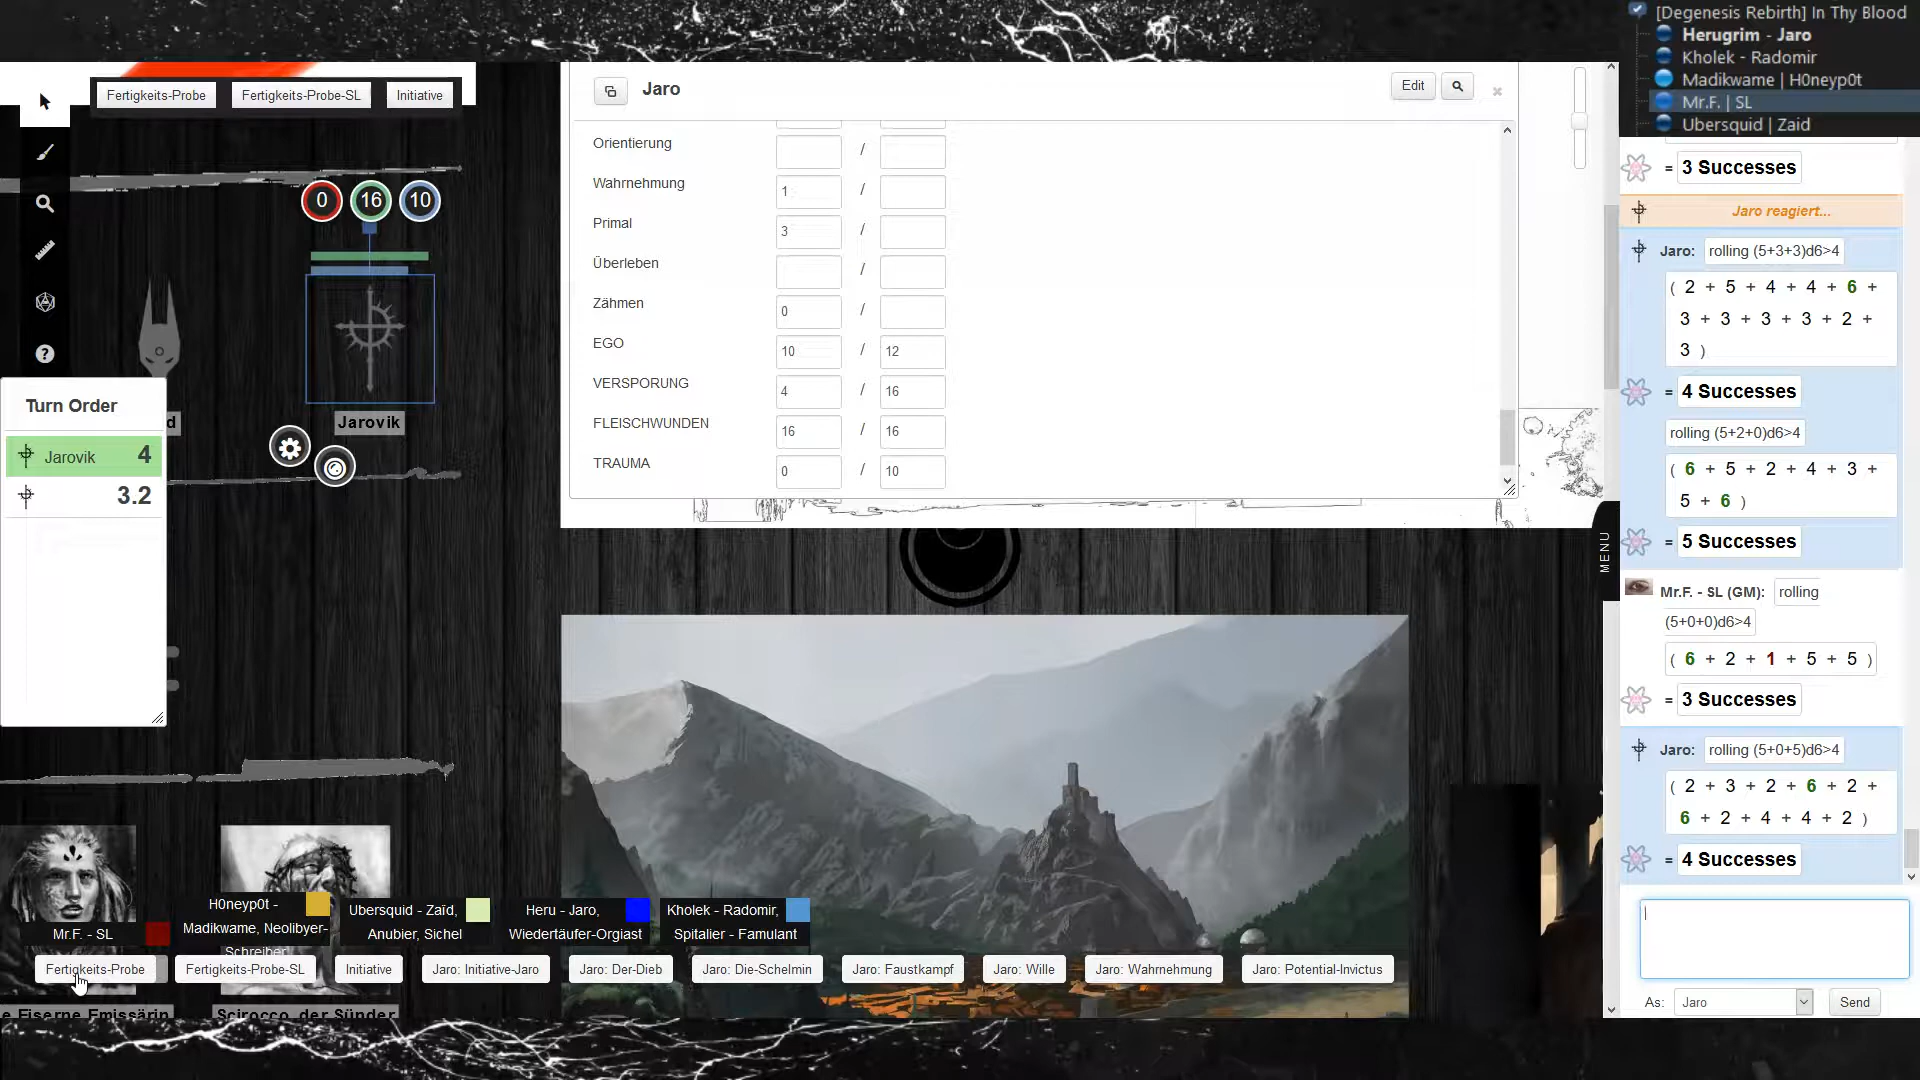 [Degenesis Rebirth] In Thy Blood
Herugrim - Jaro
Kholek - Radomir
Madikwame | H0neyp0t
Mr.F. | SL
Ubersquid | Zaid
Fertigkeits-Probe
Fertigkeits-Probe-SL
Initiative
0
16
10
d
Jarovik
Turn Order
Jarovik 4
3.2
Jaro
Edit
Orientierung /
Wahrnehmung 1 /
Primal 3 /
Überleben /
Zähmen 0 /
EGO 10 / 12
VERSPORUNG 4 / 16
FLEISCHWUNDEN 16 / 16
TRAUMA 0 / 10
MENU
= 3 Successes
Jaro reagiert...
Jaro: rolling (5+3+3)d6>4
( 2 + 5 + 4 + 4 + 6 +
3 + 3 + 3 + 3 + 2 +
3 )
= 4 Successes
rolling (5+2+0)d6>4
( 6 + 5 + 2 + 4 + 3 +
5 + 6 )
= 5 Successes
Mr.F. - SL (GM): rolling
(5+0+0)d6>4
( 6 + 2 + 1 + 5 + 5 )
= 3 Successes
Jaro: rolling (5+0+5)d6>4
( 2 + 3 + 2 + 6 + 2 +
6 + 2 + 4 + 4 + 2 )
= 4 Successes
As: Jaro Send
Mr.F. - SL
H0neyp0t -
Madikwame, Neolibyer-
Schreiber
Ubersquid - Zaïd,
Anubier, Sichel
Heru - Jaro,
Wiedertäufer-Orgiast
Kholek - Radomir,
Spitalier - Famulant
Fertigkeits-Probe
Fertigkeits-Probe-SL
Initiative
Jaro: Initiative-Jaro
Jaro: Der-Dieb
Jaro: Die-Schelmin
Jaro: Faustkampf
Jaro: Wille
Jaro: Wahrnehmung
Jaro: Potential-Invictus
e Eiserne Emissärin
Scirocco, der Sünder